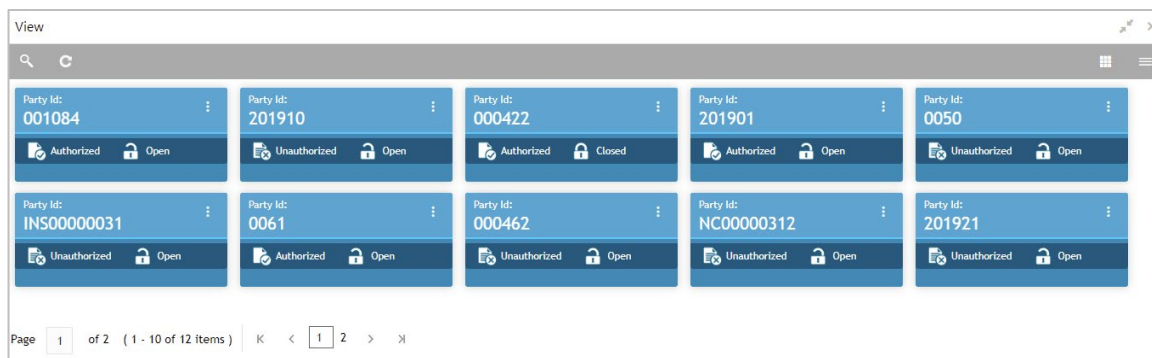 View
Party Id:
001084
Authorized Open
Party Id:
201910
Unauthorized Open
Party Id:
000422
Authorized Closed
Party Id:
201901
Authorized Open
Party Id:
0050
Unauthorized Open
Party Id:
INS00000031
Unauthorized Open
Party Id:
0061
Authorized Open
Party Id:
000462
Unauthorized Open
Party Id:
NC00000312
Unauthorized Open
Party Id:
201921
Unauthorized Open
Page 1 of 2 ( 1 - 10 of 12 items ) 1 2